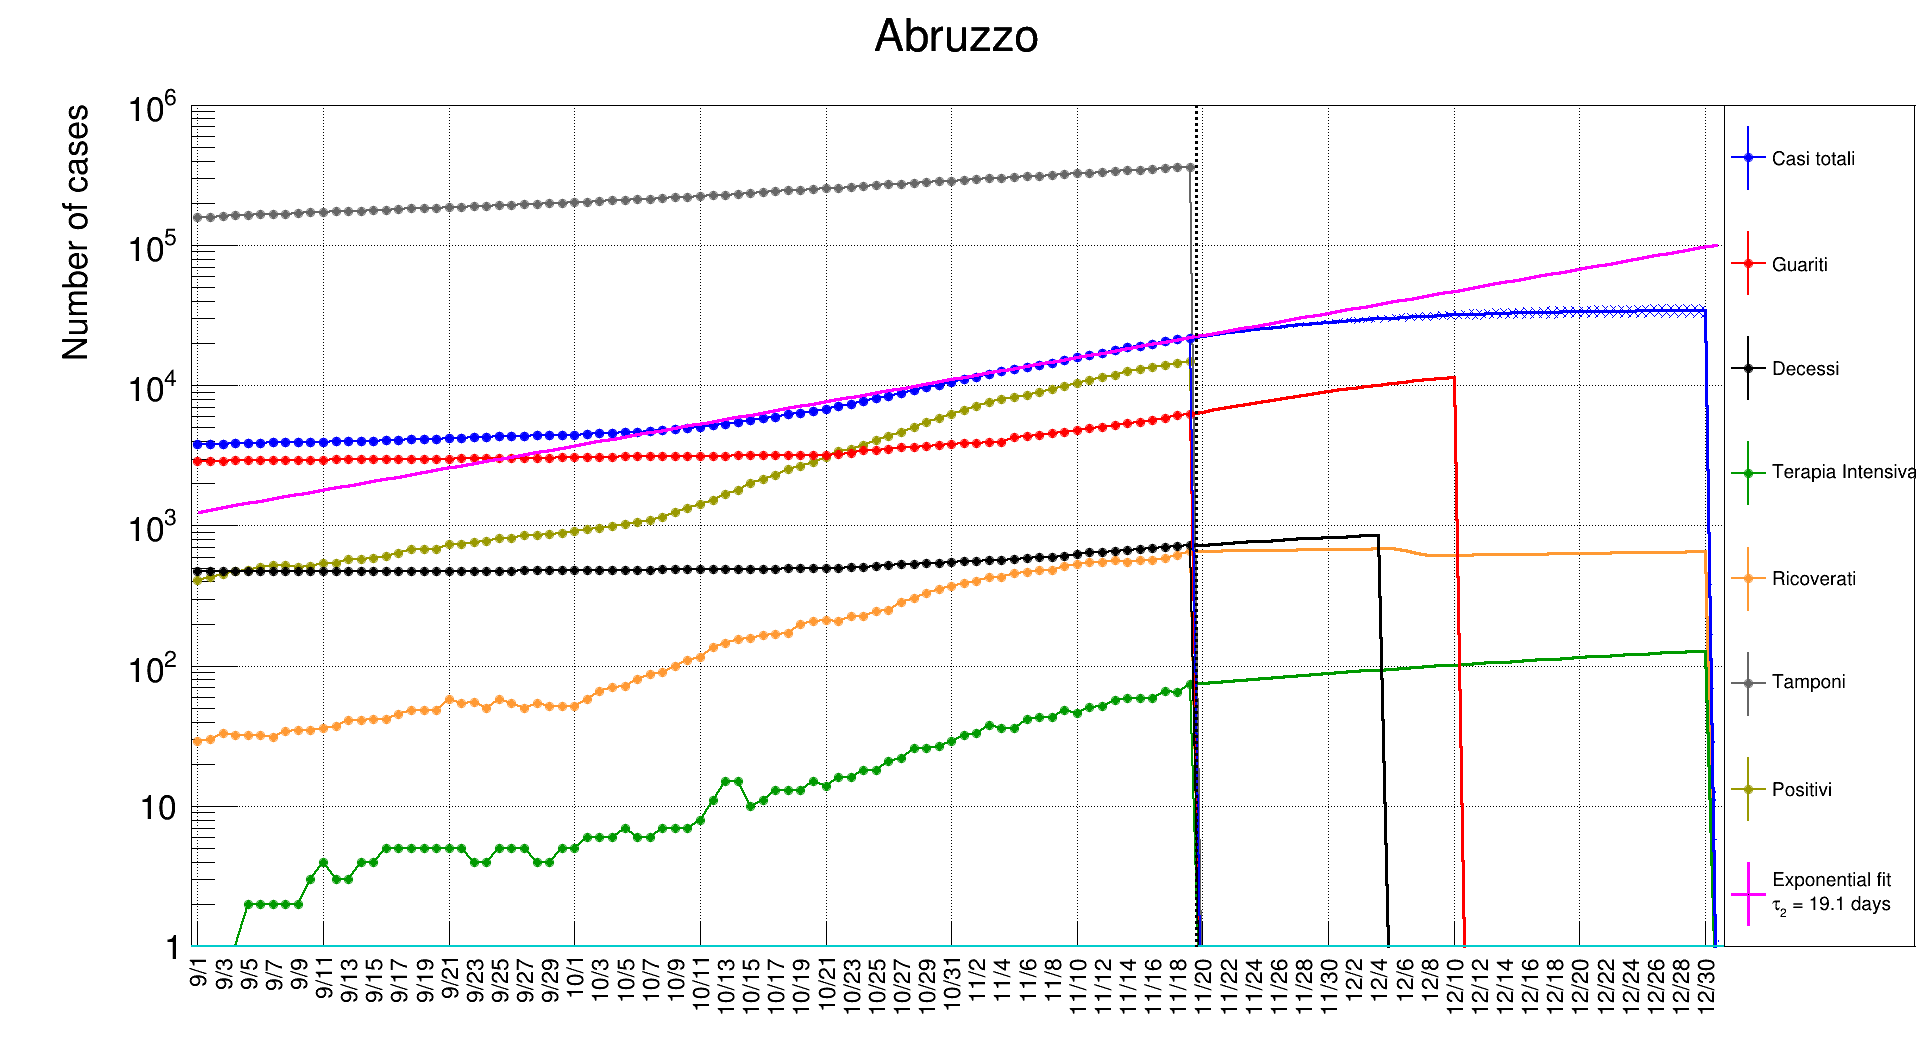 Abruzzo
Number of cases
10^6
10^5
10^4
10^3
10^2
10
1
9/1 9/3 9/5 9/7 9/9 9/11 9/13 9/15 9/17 9/19 9/21 9/23 9/25 9/27 9/29 10/1 10/3 10/5 10/7 10/9 10/11 10/13 10/15 10/17 10/19 10/21 10/23 10/25 10/27 10/29 10/31 11/2 11/4 11/6 11/8 11/10 11/12 11/14 11/16 11/18 11/20 11/22 11/24 11/26 11/28 11/30 12/2 12/4 12/6 12/8 12/10 12/12 12/14 12/16 12/18 12/20 12/22 12/24 12/26 12/28 12/30
Casi totali
Guariti
Decessi
Terapia Intensiva
Ricoverati
Tamponi
Positivi
Exponential fit
τ₂ = 19.1 days